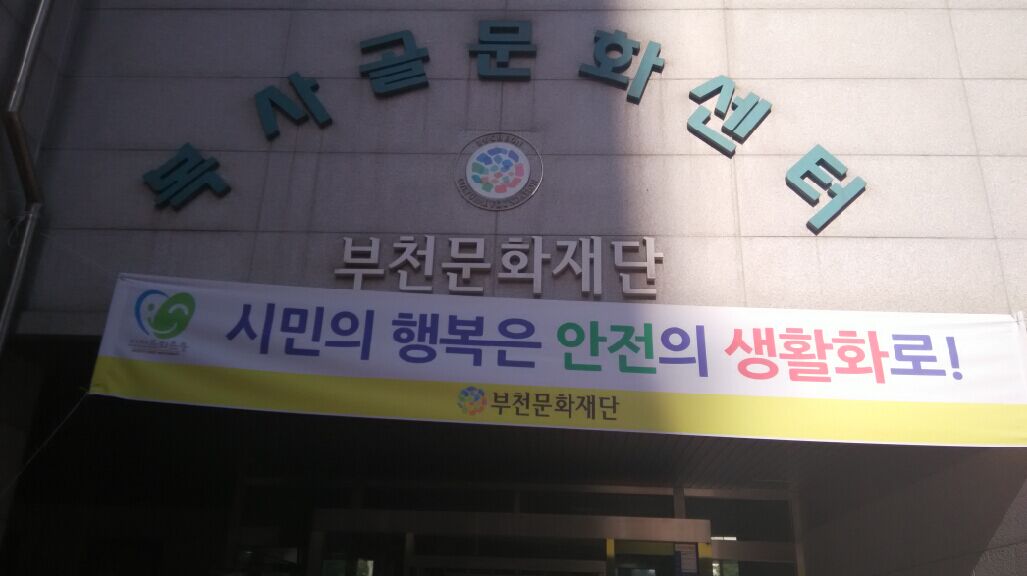 복사골문화센터
부천문화재단
시민의 행복은 안전의 생활화로!
부천문화재단